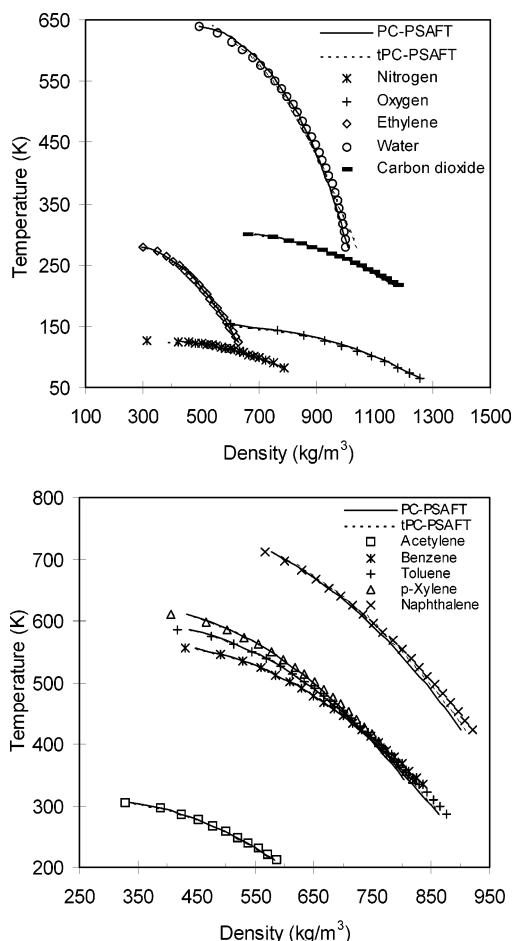 650
550
450
350
250
150
50
Temperature (K)
PC-PSAFT
tPC-PSAFT
Nitrogen
Oxygen
Ethylene
Water
Carbon dioxide
100 300 500 700 900 1100 1300 1500
Density (kg/m³)
800
700
600
500
400
300
200
Temperature (K)
PC-PSAFT
tPC-PSAFT
Acetylene
Benzene
Toluene
p-Xylene
Naphthalene
250 350 450 550 650 750 850 950
Density (kg/m³)